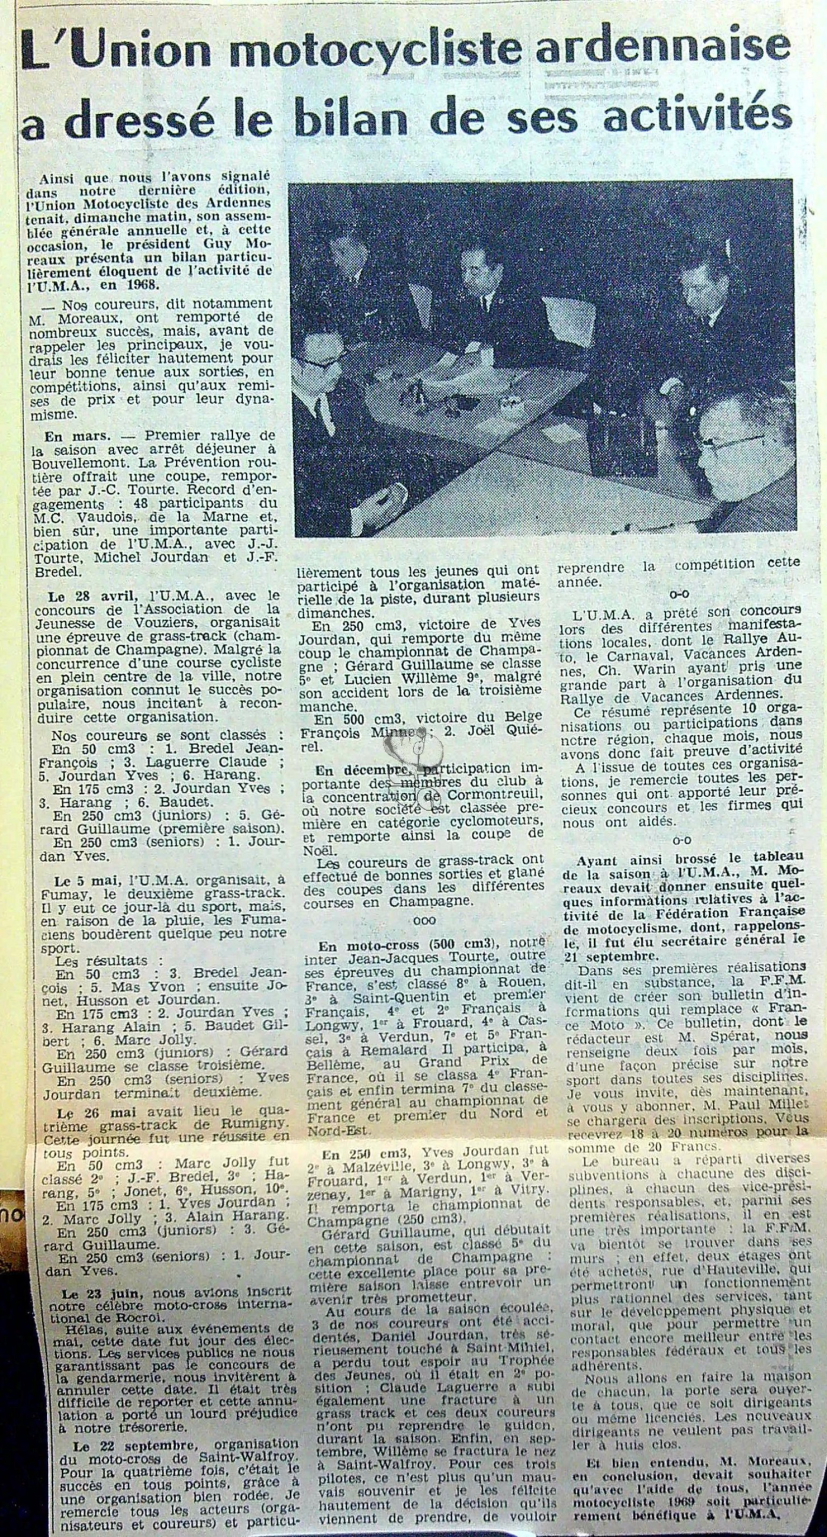 L'Union motocycliste ardennaise
a dressé le bilan de ses activités
Ainsi que nous l'avons signalé
dans notre dernière édition,
l'Union Motocycliste des Ardennes
tenait, dimanche matin, son assem-
blée générale annuelle et, à cette
occasion, le président Guy Mo-
reaux présenta un bilan particu-
lièrement éloquent de l'activité de
l'U.M.A., en 1968.
— Nos coureurs, dit notamment
M. Moreaux, ont remporté de
nombreux succès, mais, avant de
rappeler les principaux, je vou-
drais les féliciter hautement pour
leur bonne tenue aux sorties, en
compétitions, ainsi qu'aux remi-
ses de prix et pour leur dyna-
misme.
En mars. — Premier rallye de
la saison avec arrêt déjeuner à
Bouvellemont. La Prévention rou-
tière offrait une coupe, rempor-
tée par J.-C. Tourte. Record d'en-
gagements : 48 participants du
M.C. Vaudois, de la Marne et,
bien sûr, une importante parti-
cipation de l'U.M.A., avec J.-J.
Tourte, Michel Jourdan et J.-F.
Bredel.
Le 28 avril, l'U.M.A., avec le
concours de l'Association de la
Jeunesse de Vouziers, organisait
une épreuve de grass-track (cham-
pionnat de Champagne). Malgré la
concurrence d'une course cycliste
en plein centre de la ville, notre
organisation connut le succès po-
pulaire, nous incitant à recon-
duire cette organisation.
Nos coureurs se sont classés :
En 50 cm3 : 1. Bredel Jean-
François ; 3. Laguerre Claude ;
5. Jourdan Yves ; 6. Harang.
En 175 cm3 : 2. Jourdan Yves ;
3. Harang ; 6. Baudet.
En 250 cm3 (juniors) : 5. Gé-
rard Guillaume (première saison).
En 250 cm3 (seniors) : 1. Jour-
dan Yves.
Le 5 mai, l'U.M.A. organisait, à
Fumay, le deuxième grass-track.
Il y eut ce jour-là du sport, mais,
en raison de la pluie, les Fuma-
ciens boudèrent quelque peu notre
sport.
Les résultats :
En 50 cm3 : 3. Bredel Jean-
çois ; 5. Mas Yvon ; ensuite Jo-
net, Husson et Jourdan.
En 175 cm3 : 2. Jourdan Yves ;
3. Harang Alain ; 5. Baudet Gil-
bert ; 6. Marc Jolly.
En 250 cm3 (juniors) : Gérard
Guillaume se classe troisième.
En 250 cm3 (seniors) : Yves
Jourdan terminait deuxième.
Le 26 mai avait lieu le qua-
trième grass-track de Rumigny.
Cette journée fut une réussite en
tous points.
En 50 cm3 : Marc Jolly fut
classé 2e ; J.-F. Bredel, 3e ; Ha-
rang, 5e ; Jonet, 6e, Husson, 10e.
En 175 cm3 : 1. Yves Jourdan ;
2. Marc Jolly ; 3. Alain Harang.
En 250 cm3 (juniors) : 3. Gé-
rard Guillaume.
En 250 cm3 (seniors) : 1. Jour-
dan Yves.
Le 23 juin, nous avions inscrit
notre célèbre moto-cross interna-
tional de Rocroi.
Hélas, suite aux événements de
mai, cette date fut jour des élec-
tions. Les services publics ne nous
garantissant pas le concours de
la gendarmerie, nous invitèrent à
annuler cette date. Il était très
difficile de reporter et cette annu-
lation a porté un lourd préjudice
à notre trésorerie.
Le 22 septembre, organisation
du moto-cross de Saint-Walfroy.
Pour la quatrième fois, c'était le
succès en tous points, grâce à
une organisation bien rodée. Je
remercie tous les acteurs (orga-
nisateurs et coureurs) et particu-
lièrement tous les jeunes qui ont
participé à l'organisation maté-
rielle de la piste, durant plusieurs
dimanches.
En 250 cm3, victoire de Yves
Jourdan, qui remporte du même
coup le championnat de Champa-
gne ; Gérard Guillaume se classe
5e et Lucien Willème 9e, malgré
son accident lors de la troisième
manche.
En 500 cm3, victoire du Belge
François ; 2. Joël Quié-
rel.
En décembre, participation im-
portante des membres du club à
la concentration de Cormontreuil,
où notre société est classée pre-
mière en catégorie cyclomoteurs,
et remporte ainsi la coupe de
Noël.
Les coureurs de grass-track ont
effectué de bonnes sorties et glané
des coupes dans les différentes
courses en Champagne.
ooo
En moto-cross (500 cm3), notre
inter Jean-Jacques Tourte, outre
ses épreuves du championnat de
France, s'est classé 8e à Rouen,
3e à Saint-Quentin et premier
Français, 4e et 2e Français à
Longwy, 1er à Frouard, 4e à Cas-
sel, 3e à Verdun, 7e et 5e Fran-
çais à Remalard Il participa, à
Bellème, au Grand Prix de
France, où il se classa 4e Fran-
çais et enfin termina 7e du classe-
ment général au championnat de
France et premier du Nord et
Nord-Est.
En 250 cm3, Yves Jourdan fut
2e à Malzéville, 3e à Longwy, 3e à
Frouard, 1er à Verdun, 1er à Ver-
zenay, 1er à Marigny, 1er à Vitry.
Il remporta le championnat de
Champagne (250 cm3).
Gérard Guillaume, qui débutait
en cette saison, est classé 5e du
championnat de Champagne :
cette excellente place pour sa pre-
mière saison laisse entrevoir un
avenir très prometteur.
Au cours de la saison écoulée,
3 de nos coureurs ont été acci-
dentés, Daniel Jourdan, très sé-
rieusement touché à Saint-Mihiel,
a perdu tout espoir au Trophée
des Jeunes, où il était en 2e po-
sition ; Claude Laguerre a subi
également une fracture à un
grass track et ces deux coureurs
n'ont pu reprendre le guidon,
durant la saison. Enfin, en sep-
tembre, Willème se fractura le nez
à Saint-Walfroy. Pour ces trois
pilotes, ce n'est plus qu'un mau-
vais souvenir et je les félicite
hautement de la décision qu'ils
viennent de prendre, de vouloir
reprendre la compétition cette
année.
o-o
L'U.M.A. a prêté son concours
lors des différentes manifesta-
tions locales, dont le Rallye Au-
to, le Carnaval, Vacances Arden-
nes, Ch. Warin ayant pris une
grande part à l'organisation du
Rallye de Vacances Ardennes.
Ce résumé représente 10 orga-
nisations ou participations dans
notre région, chaque mois, nous
avons donc fait preuve d'activité
A l'issue de toutes ces organisa-
tions, je remercie toutes les per-
sonnes qui ont apporté leur pré-
cieux concours et les firmes qui
nous ont aidés.
o-o
Ayant ainsi brossé le tableau
de la saison à l'U.M.A., M. Mo-
reaux devait donner ensuite quel-
ques informations relatives à l'ac-
tivité de la Fédération Française
de motocyclisme, dont, rappelons-
le, il fut élu secrétaire général le
21 septembre.
Dans ses premières réalisations
dit-il en substance, la F.F.M.
vient de créer son bulletin d'in-
formations qui remplace « Fran-
ce Moto ». Ce bulletin, dont le
rédacteur est M. Spérat, nous
renseigne deux fois par mois,
d'une façon précise sur notre
sport dans toutes ses disciplines.
Je vous invite, dès maintenant,
à vous y abonner, M. Paul Millet
se chargera des inscriptions. Vous
recevrez 18 à 20 numéros pour la
somme de 20 Francs.
Le bureau a réparti diverses
subventions à chacune des disci-
plines, a chacun des vice-prési-
dents responsables, et, parmi ses
premières réalisations, il en est
une très importante : la F.F.M.
va bientôt se trouver dans ses
murs ; en effet, deux étages ont
été achetés, rue d'Hauteville, qui
permettront un fonctionnement
plus rationnel des services, tant
sur le développement physique et
moral, que pour permettre un
contact encore meilleur entre les
responsables fédéraux et tous les
adhérents.
Nous allons en faire la maison
de chacun, la porte sera ouver-
te à tous, que ce soit dirigeants
ou même licenciés. Les nouveaux
dirigeants ne veulent pas travail-
ler à huis clos.
Et bien entendu, M. Moreaux,
en conclusion, devait souhaiter
qu'avec l'aide de tous, l'année
motocycliste 1969 soit particuliè-
rement bénéfique à l'U.M.A.